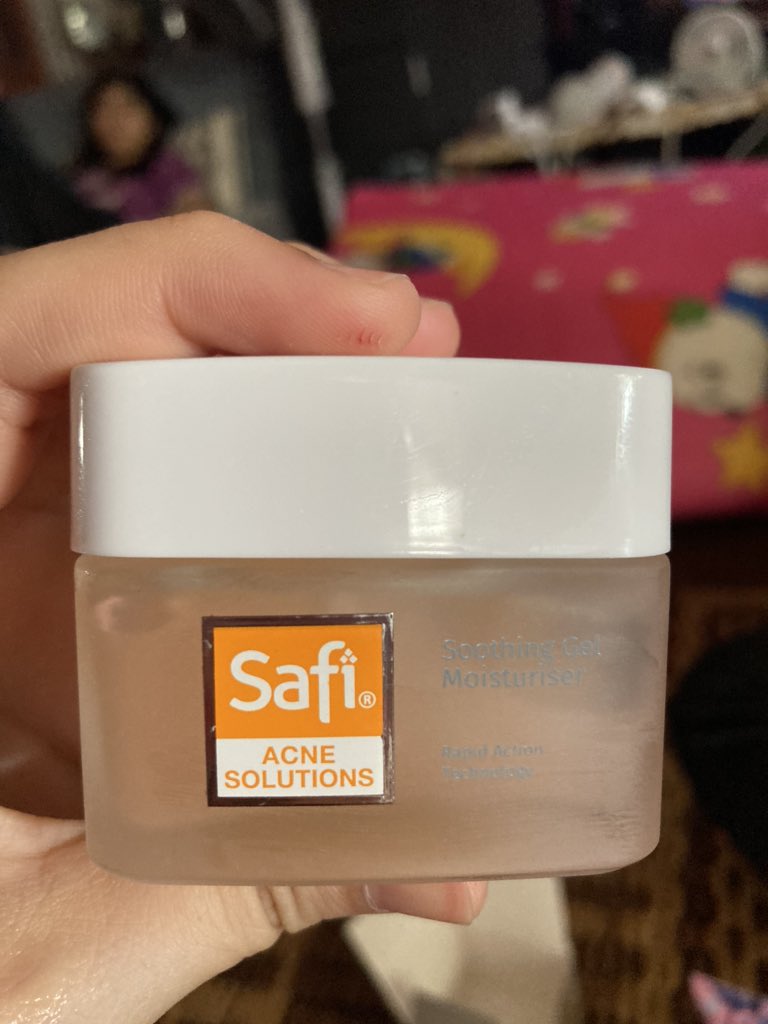 Safi®
ACNE
SOLUTIONS
Soothing Gel
Moisturiser
Rapid Action
Technology